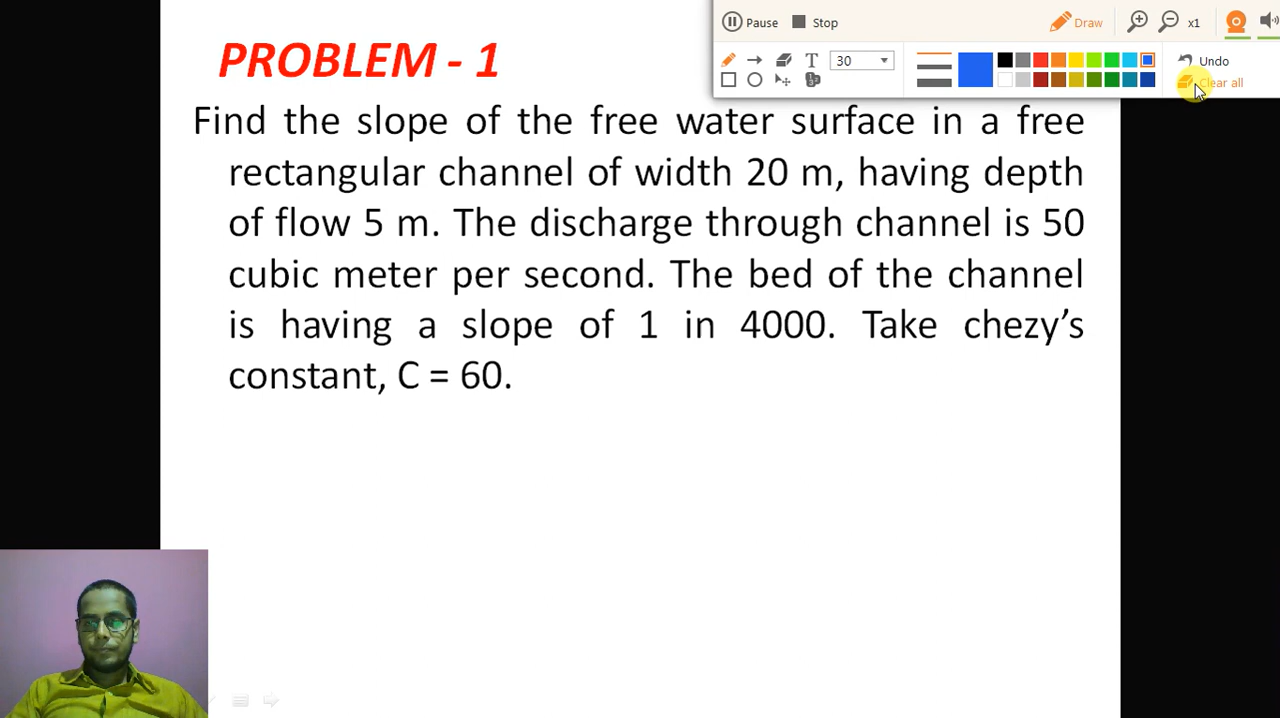 Pause
Stop
Draw
x1
T
30
Undo
Clear all
PROBLEM - 1
Find the slope of the free water surface in a free
rectangular channel of width 20 m, having depth
of flow 5 m. The discharge through channel is 50
cubic meter per second. The bed of the channel
is having a slope of 1 in 4000. Take chezy’s
constant, C = 60.